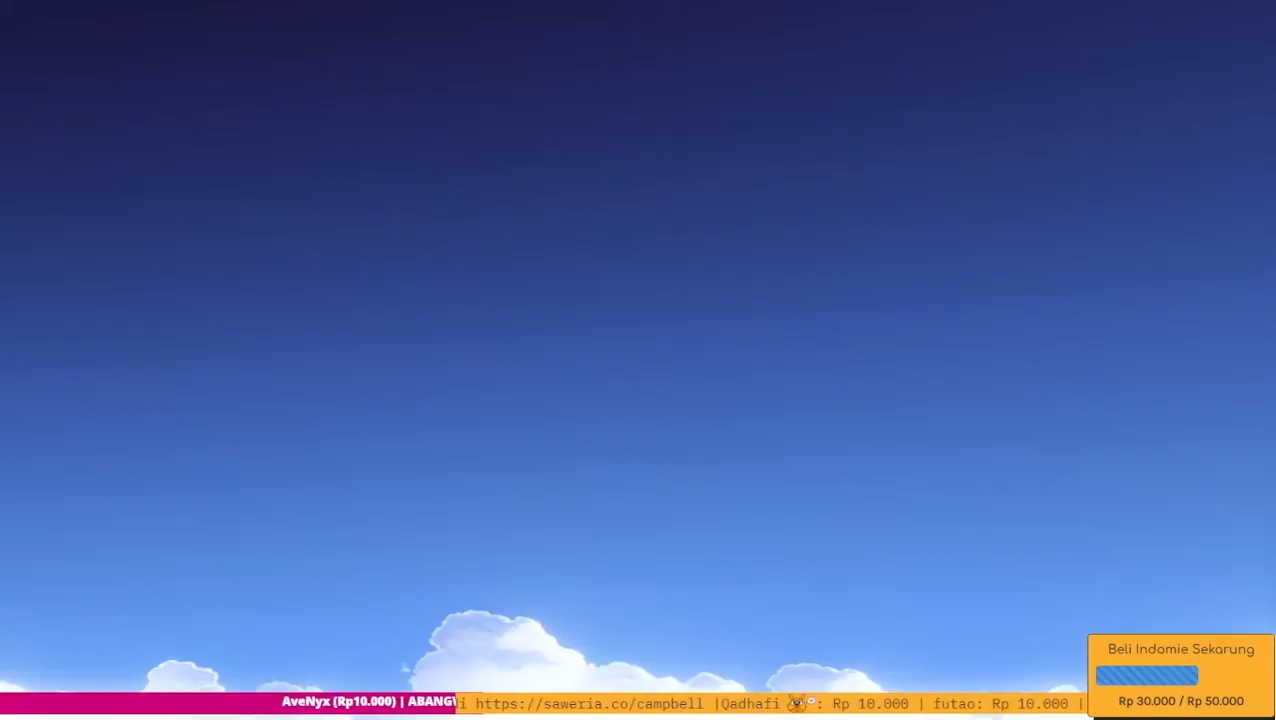 Beli Indomie Sekarung
Rp 30.000 / Rp 50.000
AveNyx (Rp10.000) | ABANG
https://saweria.co/campbell |Qadhafi : Rp 10.000 | futao: Rp 10.000 |